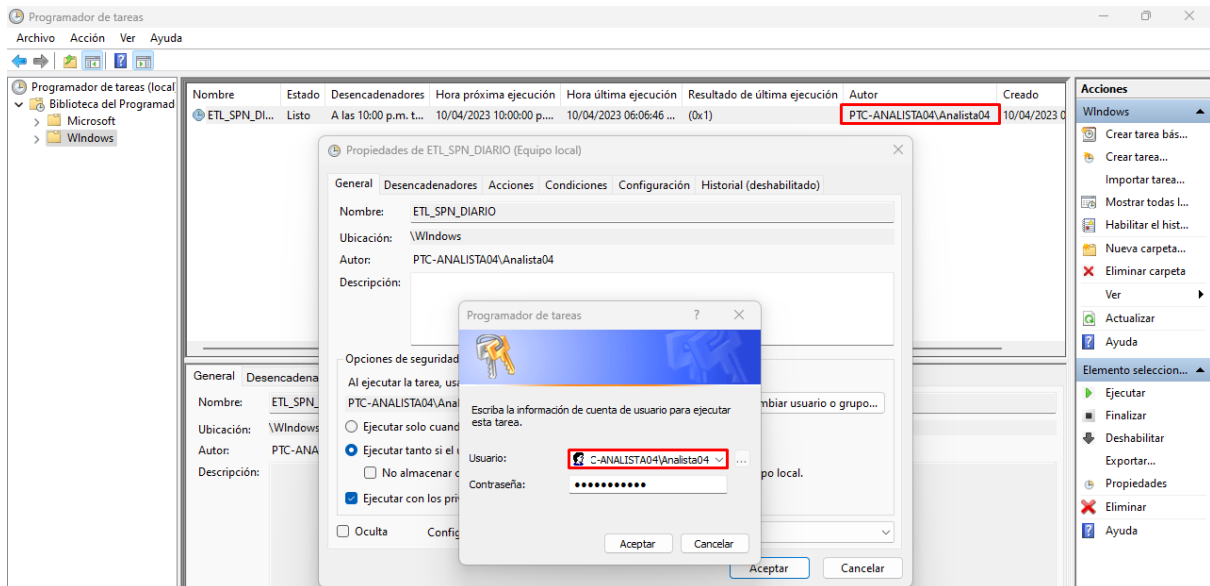 Programador de tareas
Archivo Acción Ver Ayuda
Programador de tareas (local
Biblioteca del Programad
Microsoft
WIndows
Nombre Estado Desencadenadores Hora próxima ejecución Hora última ejecución Resultado de última ejecución Autor Creado
ETL_SPN_DI... Listo A las 10:00 p.m. t... 10/04/2023 10:00:00 p.... 10/04/2023 06:06:46 ... (0x1) PTC-ANALISTA04\Analista04 10/04/2023 0
Propiedades de ETL_SPN_DIARIO (Equipo local)
General Desencadenadores Acciones Condiciones Configuración Historial (deshabilitado)
Nombre: ETL_SPN_DIARIO
Ubicación: \WIndows
Autor: PTC-ANALISTA04\Analista04
Descripción:
Opciones de seguridad
Al ejecutar la tarea, usa
PTC-ANALISTA04\Anal mbiar usuario o grupo...
Ejecutar solo cuand
Ejecutar tanto si el u
No almacenar c po local.
Ejecutar con los pri
Oculta Config
Aceptar Cancelar
Programador de tareas ?
Escriba la información de cuenta de usuario para ejecutar
esta tarea.
Usuario: C-ANALISTA04\Analista04 ...
Contraseña: •••••••••••
Aceptar Cancelar
General Desencadena
Nombre: ETL_SPN_
Ubicación: \WIndows
Autor: PTC-ANA
Descripción:
Acciones
WIndows
Crear tarea bás...
Crear tarea...
Importar tarea...
Mostrar todas l...
Habilitar el hist...
Nueva carpeta...
Eliminar carpeta
Ver
Actualizar
Ayuda
Elemento seleccion...
Ejecutar
Finalizar
Deshabilitar
Exportar...
Propiedades
Eliminar
Ayuda